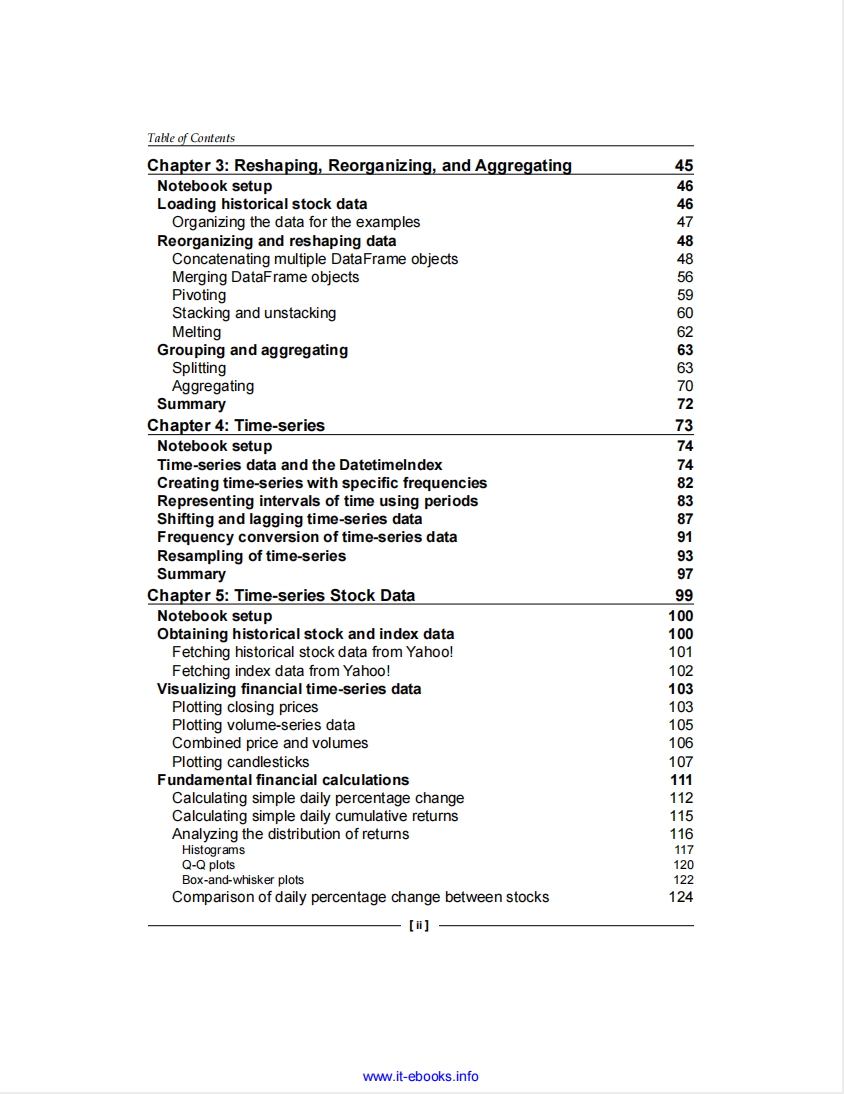 Table of Contents
Chapter 3: Reshaping, Reorganizing, and Aggregating 45
Notebook setup 46
Loading historical stock data 46
Organizing the data for the examples 47
Reorganizing and reshaping data 48
Concatenating multiple DataFrame objects 48
Merging DataFrame objects 56
Pivoting 59
Stacking and unstacking 60
Melting 62
Grouping and aggregating 63
Splitting 63
Aggregating 70
Summary 72
Chapter 4: Time-series 73
Notebook setup 74
Time-series data and the DatetimeIndex 74
Creating time-series with specific frequencies 82
Representing intervals of time using periods 83
Shifting and lagging time-series data 87
Frequency conversion of time-series data 91
Resampling of time-series 93
Summary 97
Chapter 5: Time-series Stock Data 99
Notebook setup 100
Obtaining historical stock and index data 100
Fetching historical stock data from Yahoo! 101
Fetching index data from Yahoo! 102
Visualizing financial time-series data 103
Plotting closing prices 103
Plotting volume-series data 105
Combined price and volumes 106
Plotting candlesticks 107
Fundamental financial calculations 111
Calculating simple daily percentage change 112
Calculating simple daily cumulative returns 115
Analyzing the distribution of returns 116
Histograms 117
Q-Q plots 120
Box-and-whisker plots 122
Comparison of daily percentage change between stocks 124
[ ii ]
www.it-ebooks.info